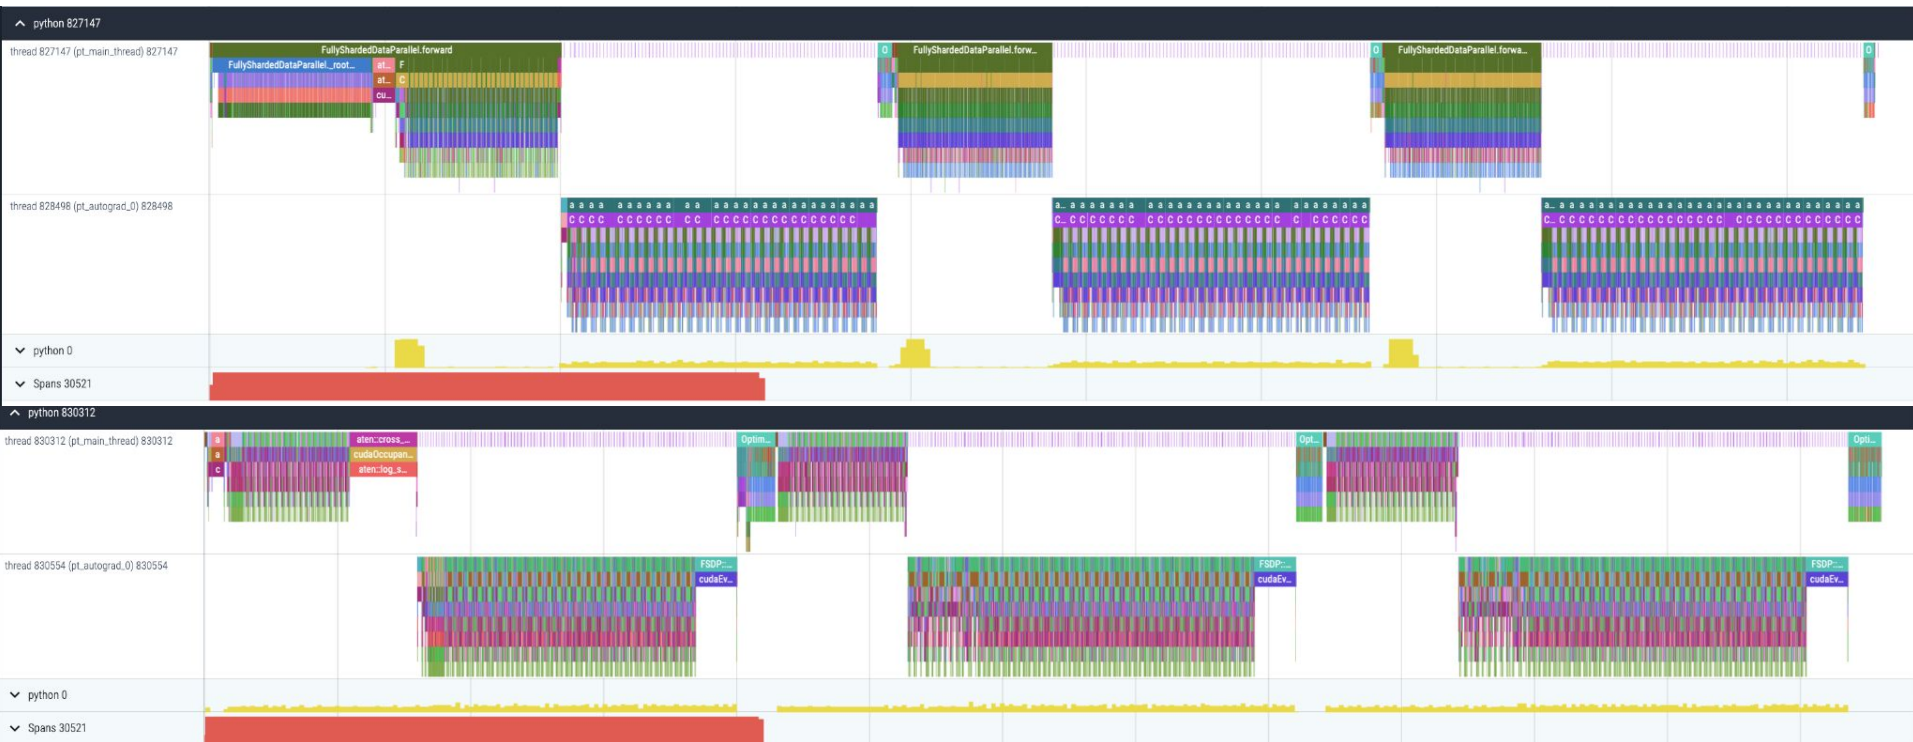 python 827147
thread 827147 (pt_main_thread) 827147
FullyShardedDataParallel.forward
O
FullyShardedDataParallel.forw...
O
FullyShardedDataParallel.forwa...
O
FullyShardedDataParallel._root...
at...
F
at...
C
cu...
thread 828498 (pt_autograd_0) 828498
a a a a a a a a a a a a a a a a a a a a a a a a a
C C C C C C C C C C C C C C C C C C C C C C C
python 0
Spans 30521
python 830312
thread 830312 (pt_main_thread) 830312
a
aten::cross_...
Optim...
Opt...
Opti...
a
cudaOccupan...
c
aten::log_s...
thread 830554 (pt_autograd_0) 830554
FSDP::...
FSDP::...
FSDP::...
cudaEv...
cudaEv...
cudaEv...
python 0
Spans 30521